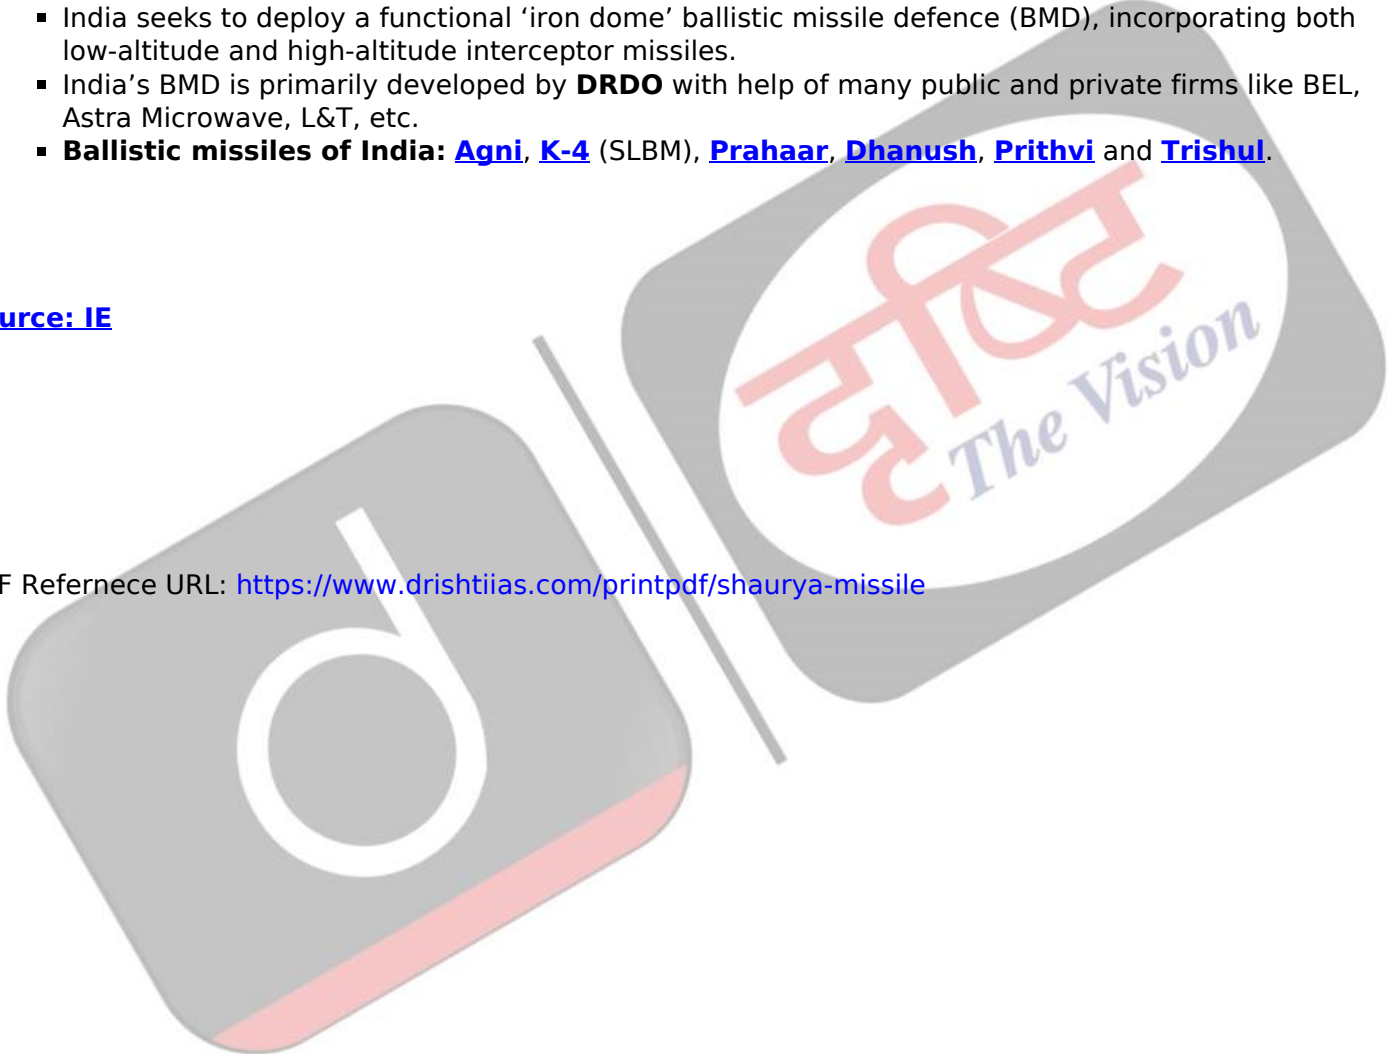 ▪ India seeks to deploy a functional ‘iron dome’ ballistic missile defence (BMD), incorporating both
low-altitude and high-altitude interceptor missiles.
▪ India’s BMD is primarily developed by DRDO with help of many public and private firms like BEL,
Astra Microwave, L&T, etc.
▪ Ballistic missiles of India: Agni, K-4 (SLBM), Prahaar, Dhanush, Prithvi and Trishul.
urce: IE
दृष्टि
The Vision
d
F Refernece URL: https://www.drishtiias.com/printpdf/shaurya-missile